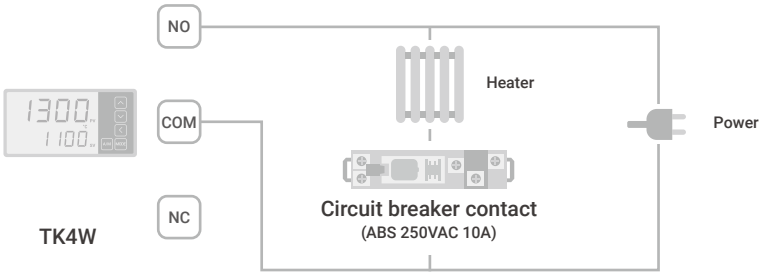 NO
Heater
1300
COM
Power
1100
Circuit breaker contact
(ABS 250VAC 10A)
NC
TK4W